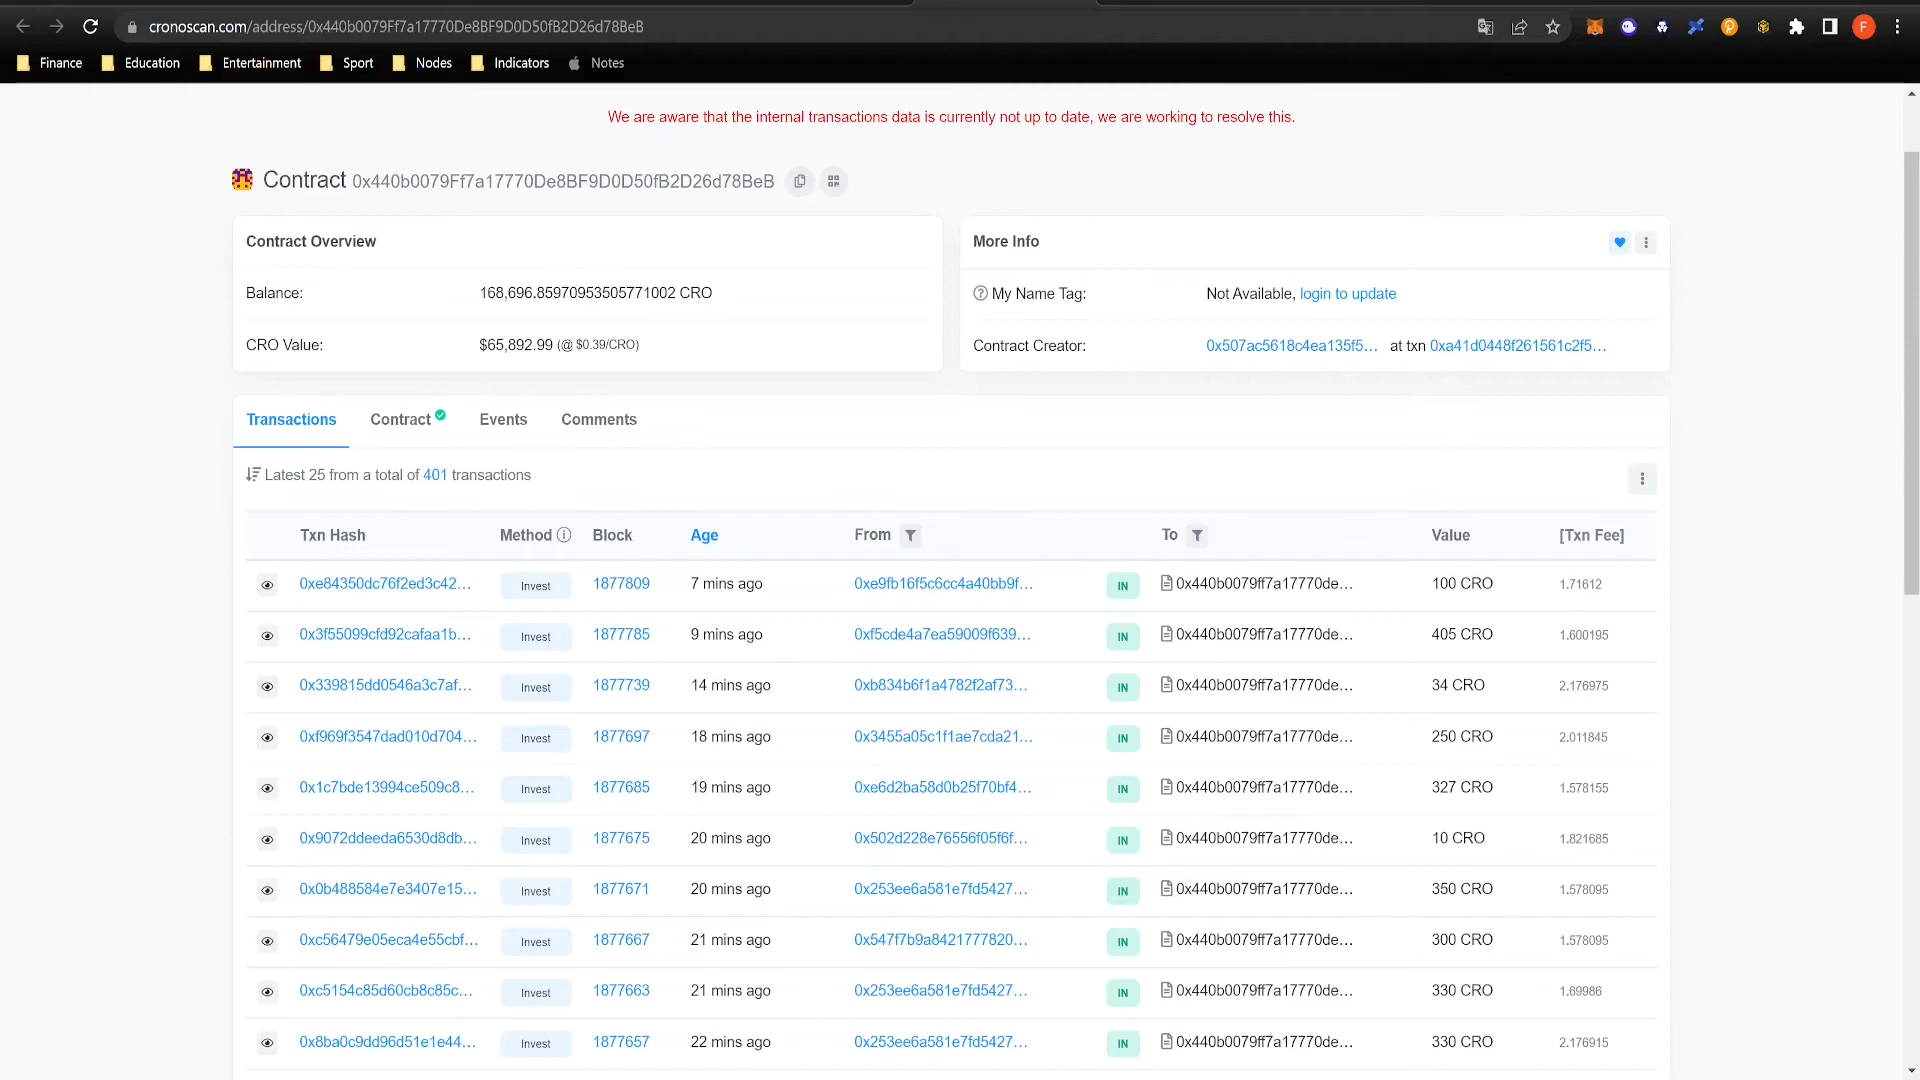 cronoscan.com/address/0x440b0079Ff7a17770De8BF9D0D50fB2D26d78BeB
F
Finance Education Entertainment Sport Nodes Indicators Notes
We are aware that the internal transactions data is currently not up to date, we are working to resolve this.
Contract 0x440b0079Ff7a17770De8BF9D0D50fB2D26d78BeB
Contract Overview
Balance: 168,696.85970953505771002 CRO
CRO Value: $65,892.99 (@ $0.39/CRO)
More Info
My Name Tag: Not Available, login to update
Contract Creator: 0x507ac5618c4ea135f5... at txn 0xa41d0448f261561c2f5...
Transactions Contract Events Comments
Latest 25 from a total of 401 transactions
Txn Hash Method Block Age From To Value [Txn Fee]
0xe84350dc76f2ed3c42... Invest 1877809 7 mins ago 0xe9fb16f5c6cc4a40bb9f... IN 0x440b0079ff7a17770de... 100 CRO 1.71612
0x3f55099cfd92cafaa1b... Invest 1877785 9 mins ago 0xf5cde4a7ea59009f639... IN 0x440b0079ff7a17770de... 405 CRO 1.600195
0x339815dd0546a3c7af... Invest 1877739 14 mins ago 0xb834b6f1a4782f2af73... IN 0x440b0079ff7a17770de... 34 CRO 2.176975
0xf969f3547dad010d704... Invest 1877697 18 mins ago 0x3455a05c1f1ae7cda21... IN 0x440b0079ff7a17770de... 250 CRO 2.011845
0x1c7bde13994ce509c8... Invest 1877685 19 mins ago 0xe6d2ba58d0b25f70bf4... IN 0x440b0079ff7a17770de... 327 CRO 1.578155
0x9072ddeeda6530d8db... Invest 1877675 20 mins ago 0x502d228e76556f05f6f... IN 0x440b0079ff7a17770de... 10 CRO 1.821685
0x0b488584e7e3407e15... Invest 1877671 20 mins ago 0x253ee6a581e7fd5427... IN 0x440b0079ff7a17770de... 350 CRO 1.578095
0xc56479e05eca4e55cbf... Invest 1877667 21 mins ago 0x547f7b9a8421777820... IN 0x440b0079ff7a17770de... 300 CRO 1.578095
0xc5154c85d60cb8c85c... Invest 1877663 21 mins ago 0x253ee6a581e7fd5427... IN 0x440b0079ff7a17770de... 330 CRO 1.69986
0x8ba0c9dd96d51e1e44... Invest 1877657 22 mins ago 0x253ee6a581e7fd5427... IN 0x440b0079ff7a17770de... 330 CRO 2.176915